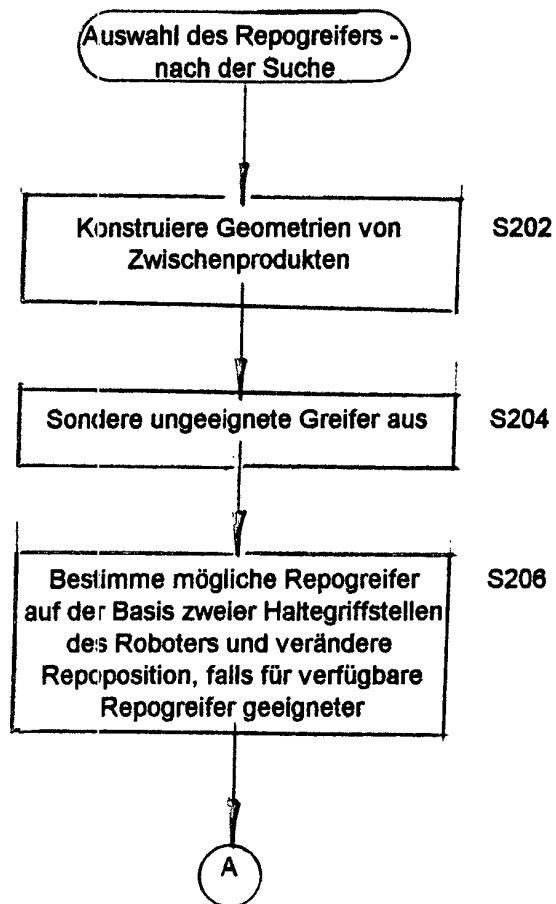 Auswahl des Repogreifers -
nach der Suche
Konstruiere Geometrien von
Zwischenprodukten
S202
Sondere ungeeignete Greifer aus
S204
Bestimme mögliche Repogreifer
auf der Basis zweier Haltegriffstellen
des Roboters und verändere
Repoposition, falls für verfügbare
Repogreifer geeigneter
S206
A